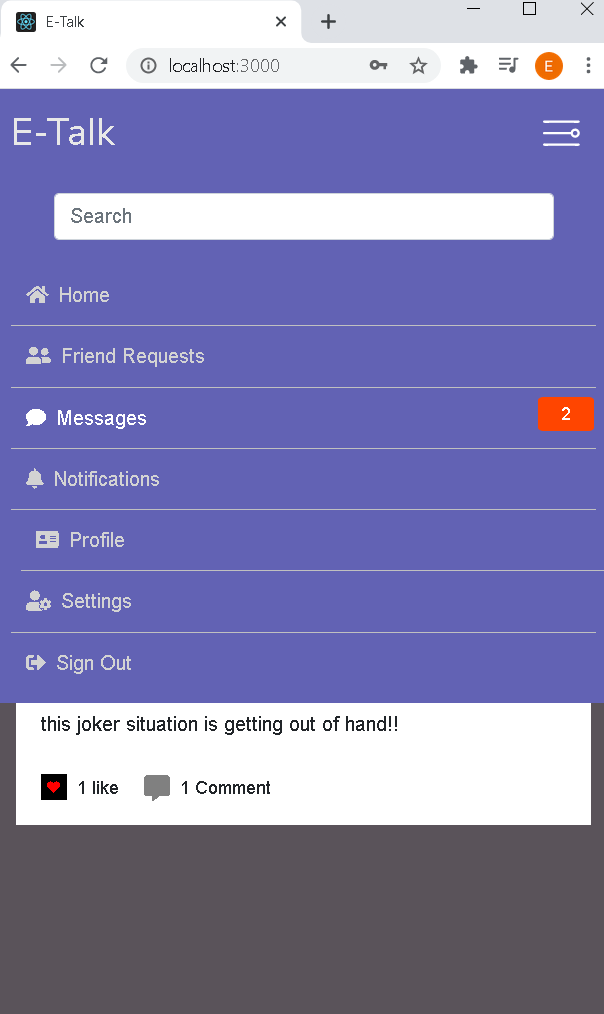 E-Talk
localhost:3000
E
E-Talk
Search
Home
Friend Requests
Messages 2
Notifications
Profile
Settings
Sign Out
this joker situation is getting out of hand!!
1 like 1 Comment